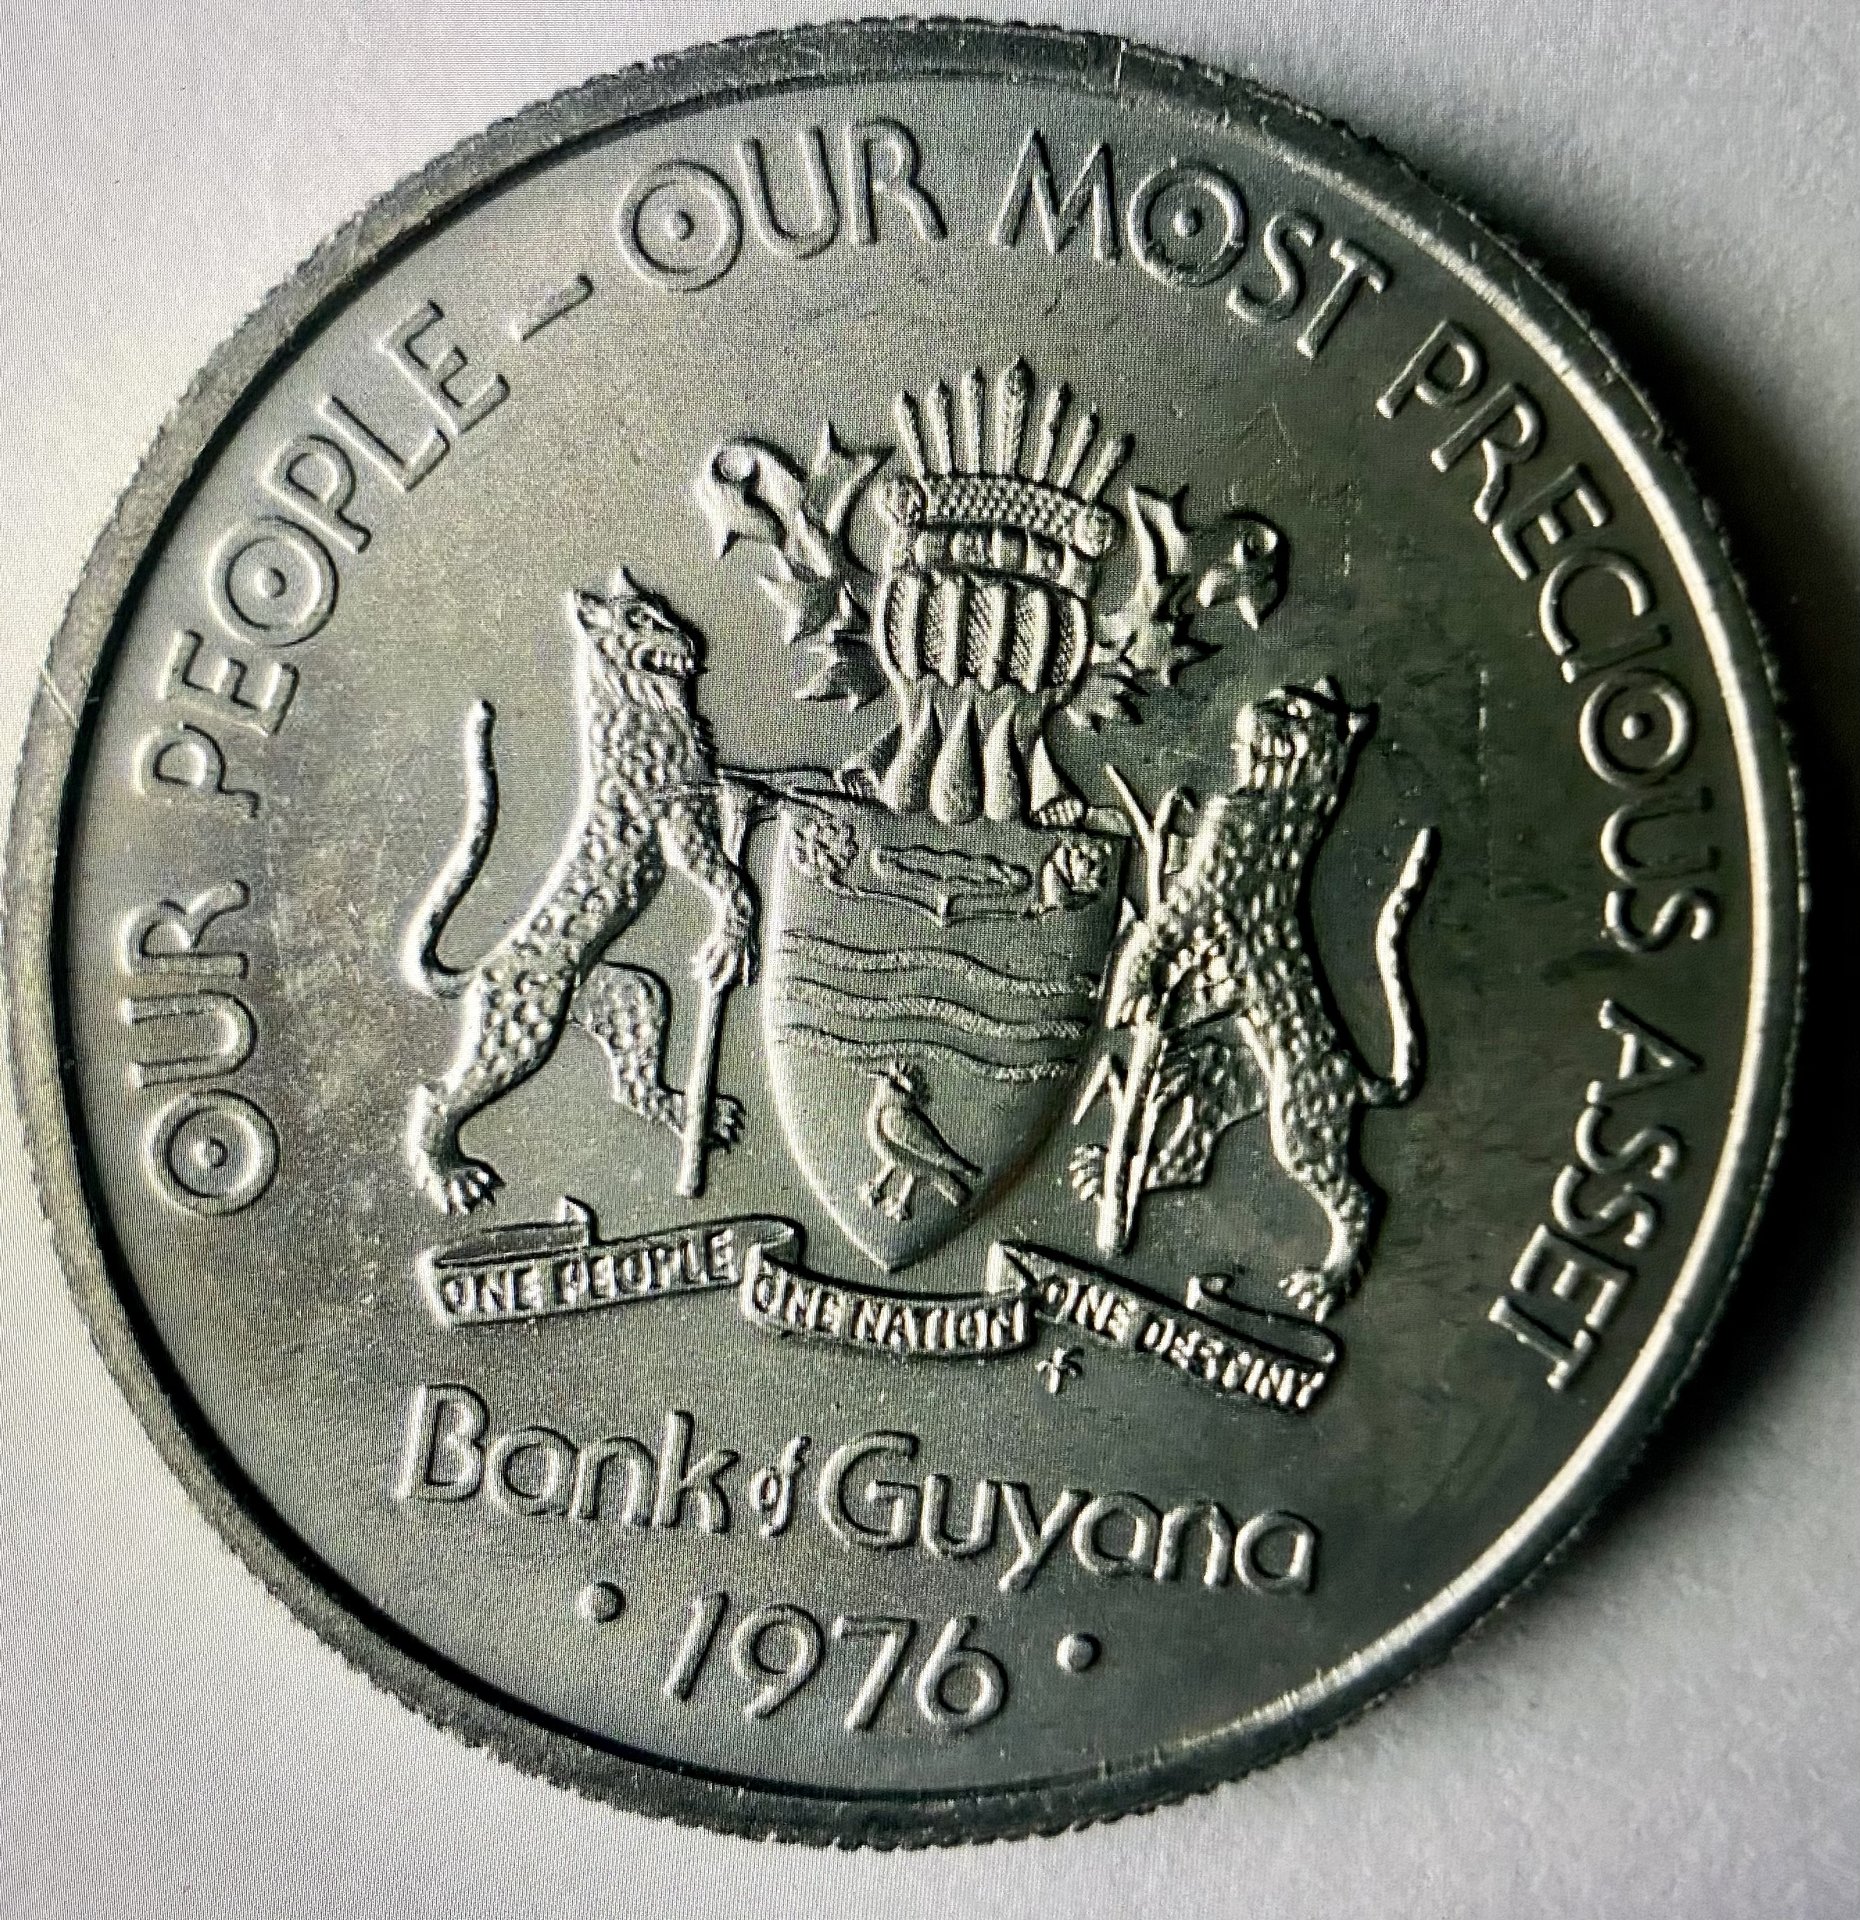 OUR PEOPLE - OUR MOST PRECIOUS ASSET
ONE PEOPLE ONE NATION ONE DESTINY
Bank of Guyana
• 1976 •